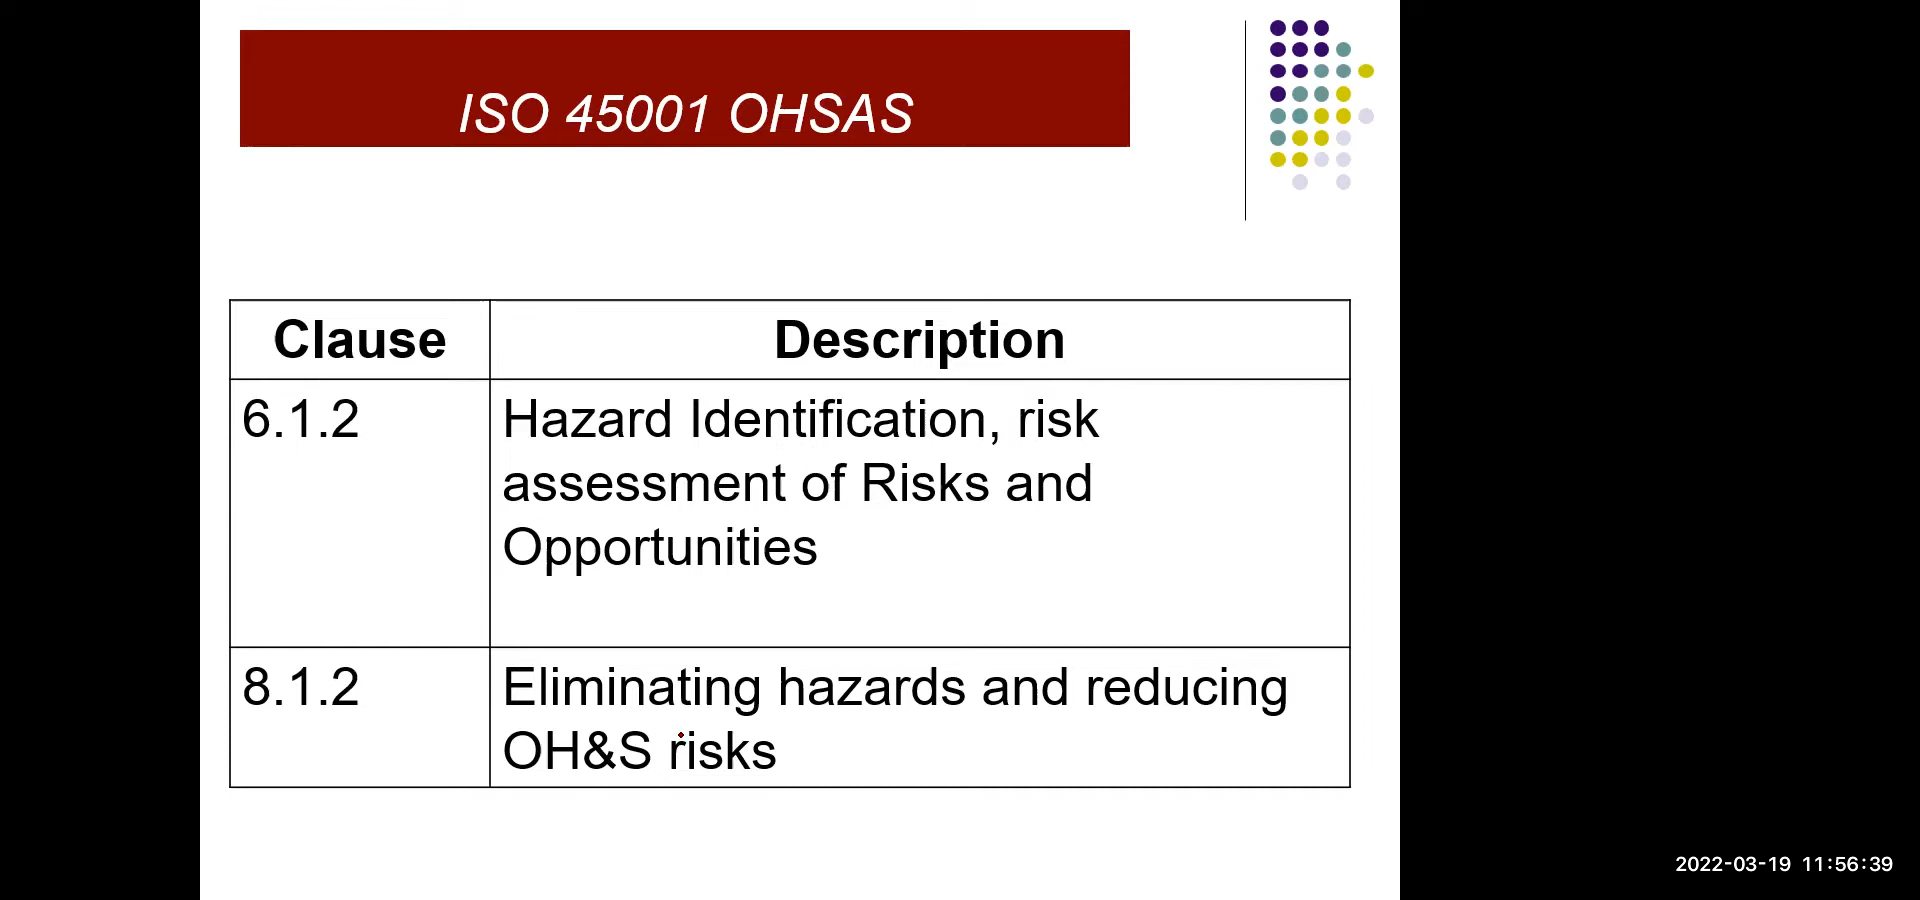 ISO 45001 OHSAS
Clause Description
6.1.2 Hazard Identification, risk
assessment of Risks and
Opportunities
8.1.2 Eliminating hazards and reducing
OH&S risks
2022-03-19 11:56:39